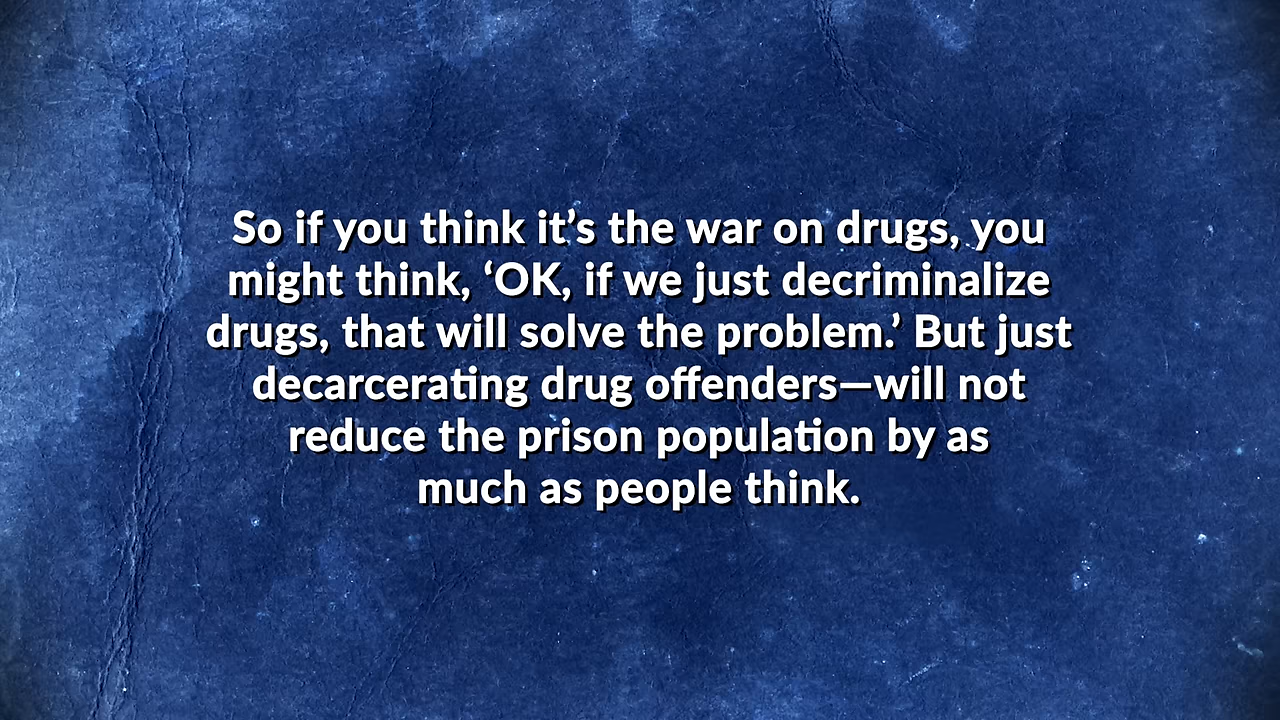 So if you think it’s the war on drugs, you
might think, ‘OK, if we just decriminalize
drugs, that will solve the problem.’ But just
decarcerating drug offenders—will not
reduce the prison population by as
much as people think.